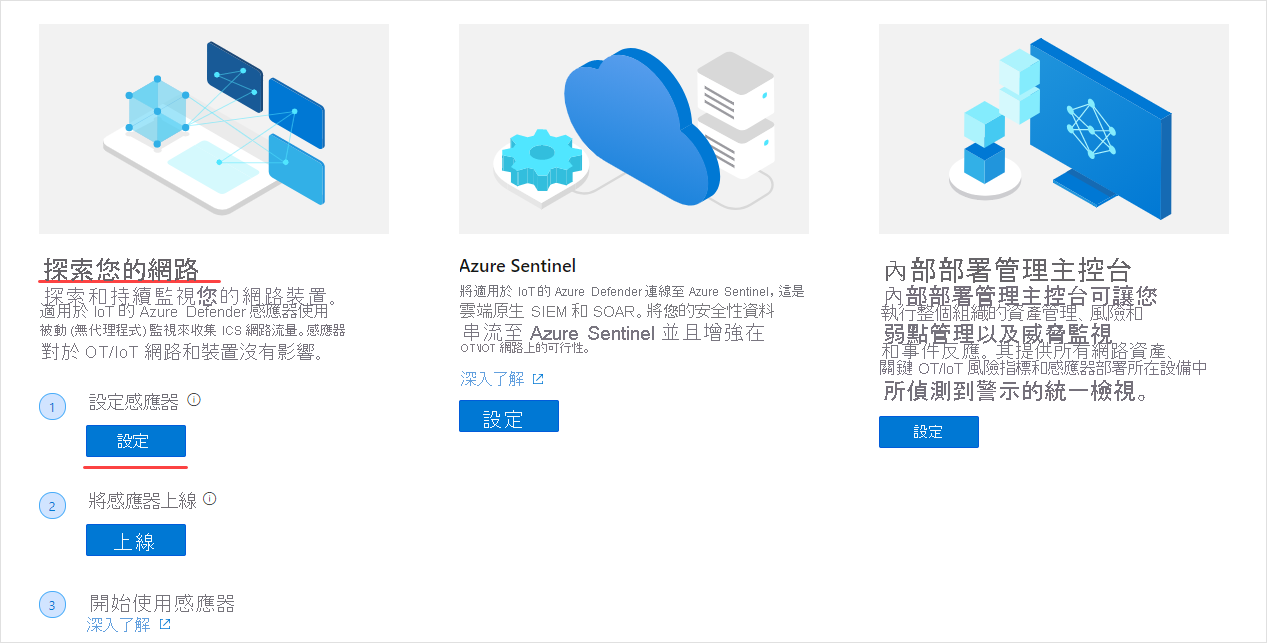 探索您的網路
探索和持續監視您的網路裝置。
適用於 IoT 的 Azure Defender 感應器使用
被動 (無代理程式) 監視來收集 ICS 網路流量。感應器
對於 OT/IoT 網路和裝置沒有影響。
1
設定感應器
設定
2
將感應器上線
上線
3
開始使用感應器
深入了解
Azure Sentinel
將適用於 IoT 的 Azure Defender 連線至 Azure Sentinel，這是
雲端原生 SIEM 和 SOAR。將您的安全性資料
串流至 Azure Sentinel 並且增強在
OT\IOT 網路上的可行性。
深入了解
設定
內部部署管理主控台
內部部署管理主控台可讓您
執行整個組織的資產管理、風險和
弱點管理以及威脅監視
和事件反應。其提供所有網路資產、
關鍵 OT/IoT 風險指標和感應器部署所在設備中
所偵測到警示的統一檢視。
設定